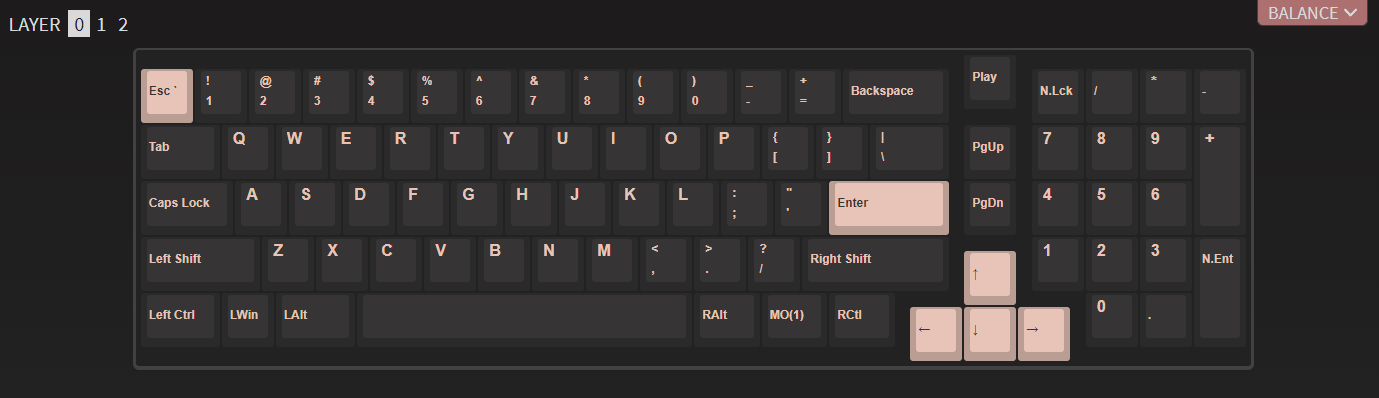 LAYER 0 1 2
BALANCE
Esc ` ! 1 @ 2 # 3 $ 4 % 5 ^ 6 & 7 * 8 ( 9 ) 0 _ - + = Backspace Play N.Lck / * -
Tab Q W E R T Y U I O P { [ } ] | \ PgUp 7 8 9 +
Caps Lock A S D F G H J K L : ; " ' Enter PgDn 4 5 6
Left Shift Z X C V B N M < , > . ? / Right Shift ↑ 1 2 3 N.Ent
Left Ctrl LWin LAlt RAlt MO(1) RCtl ← ↓ → 0 .